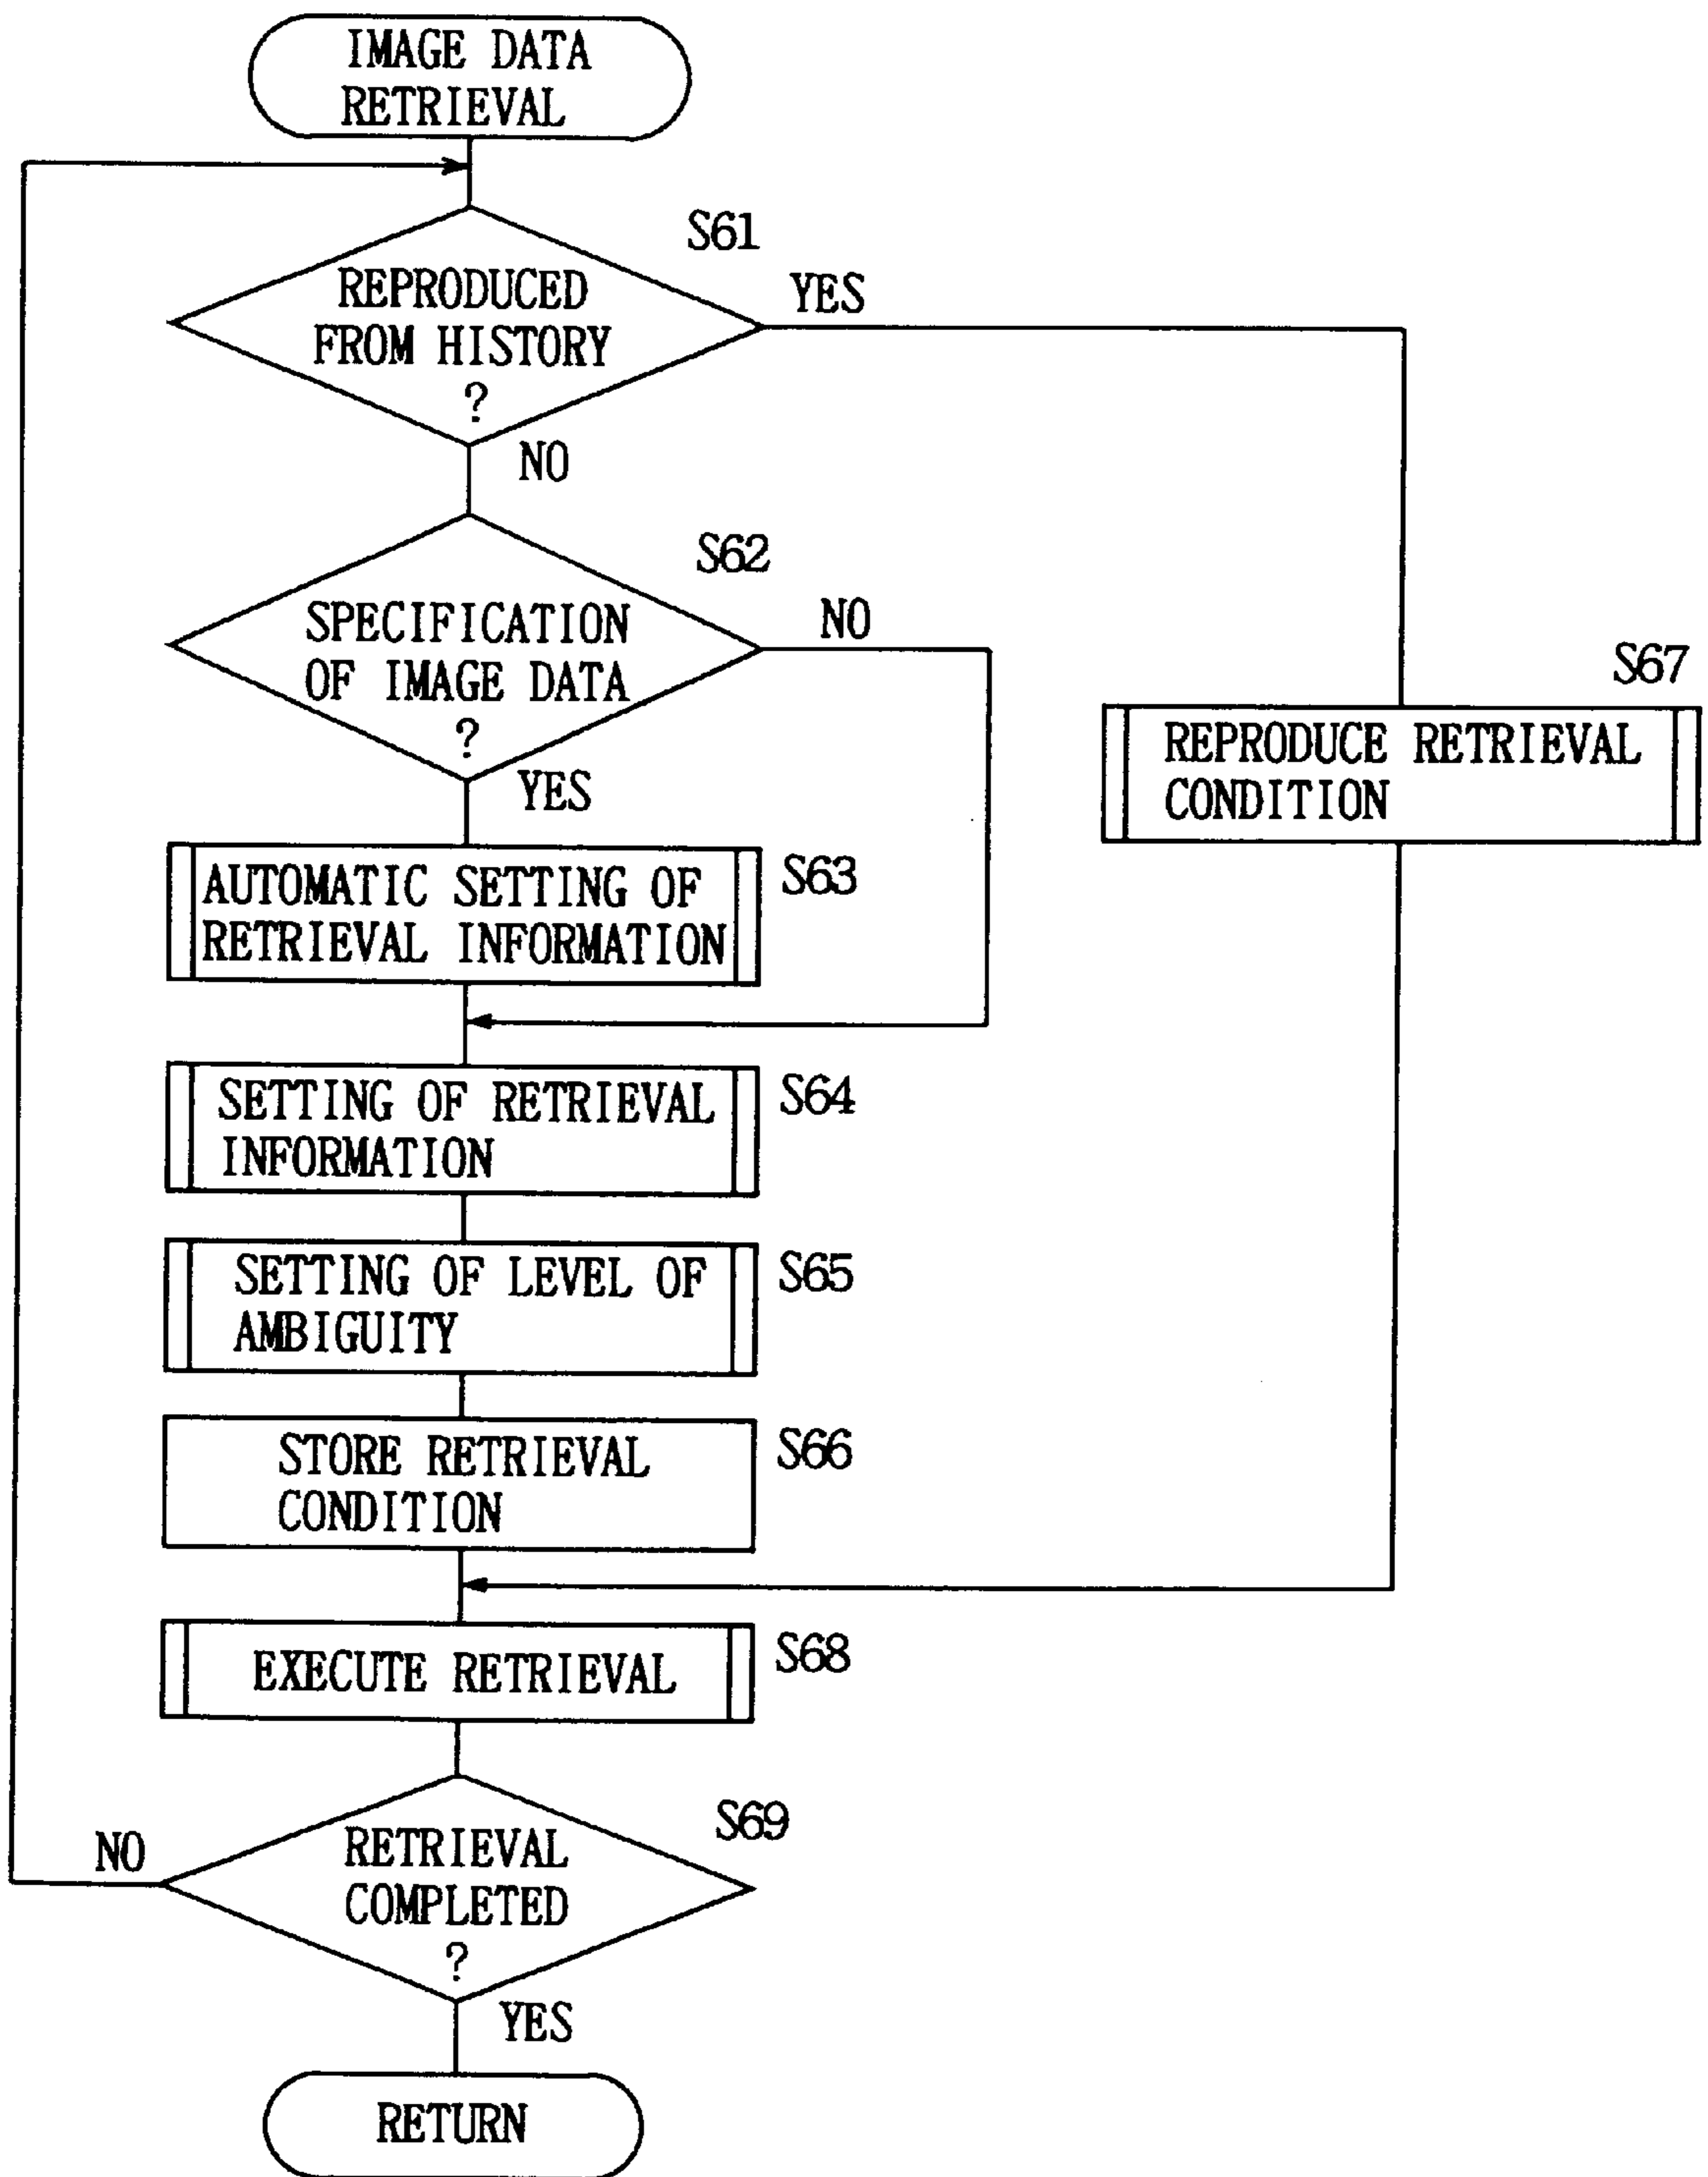 IMAGE DATA
RETRIEVAL
S61
REPRODUCED
FROM HISTORY
?
YES
NO
S62
SPECIFICATION
OF IMAGE DATA
?
NO
YES
S67
REPRODUCE RETRIEVAL
CONDITION
AUTOMATIC SETTING OF
RETRIEVAL INFORMATION
S63
SETTING OF RETRIEVAL
INFORMATION
S64
SETTING OF LEVEL OF
AMBIGUITY
S65
STORE RETRIEVAL
CONDITION
S66
EXECUTE RETRIEVAL
S68
S69
RETRIEVAL
COMPLETED
?
NO
YES
RETURN